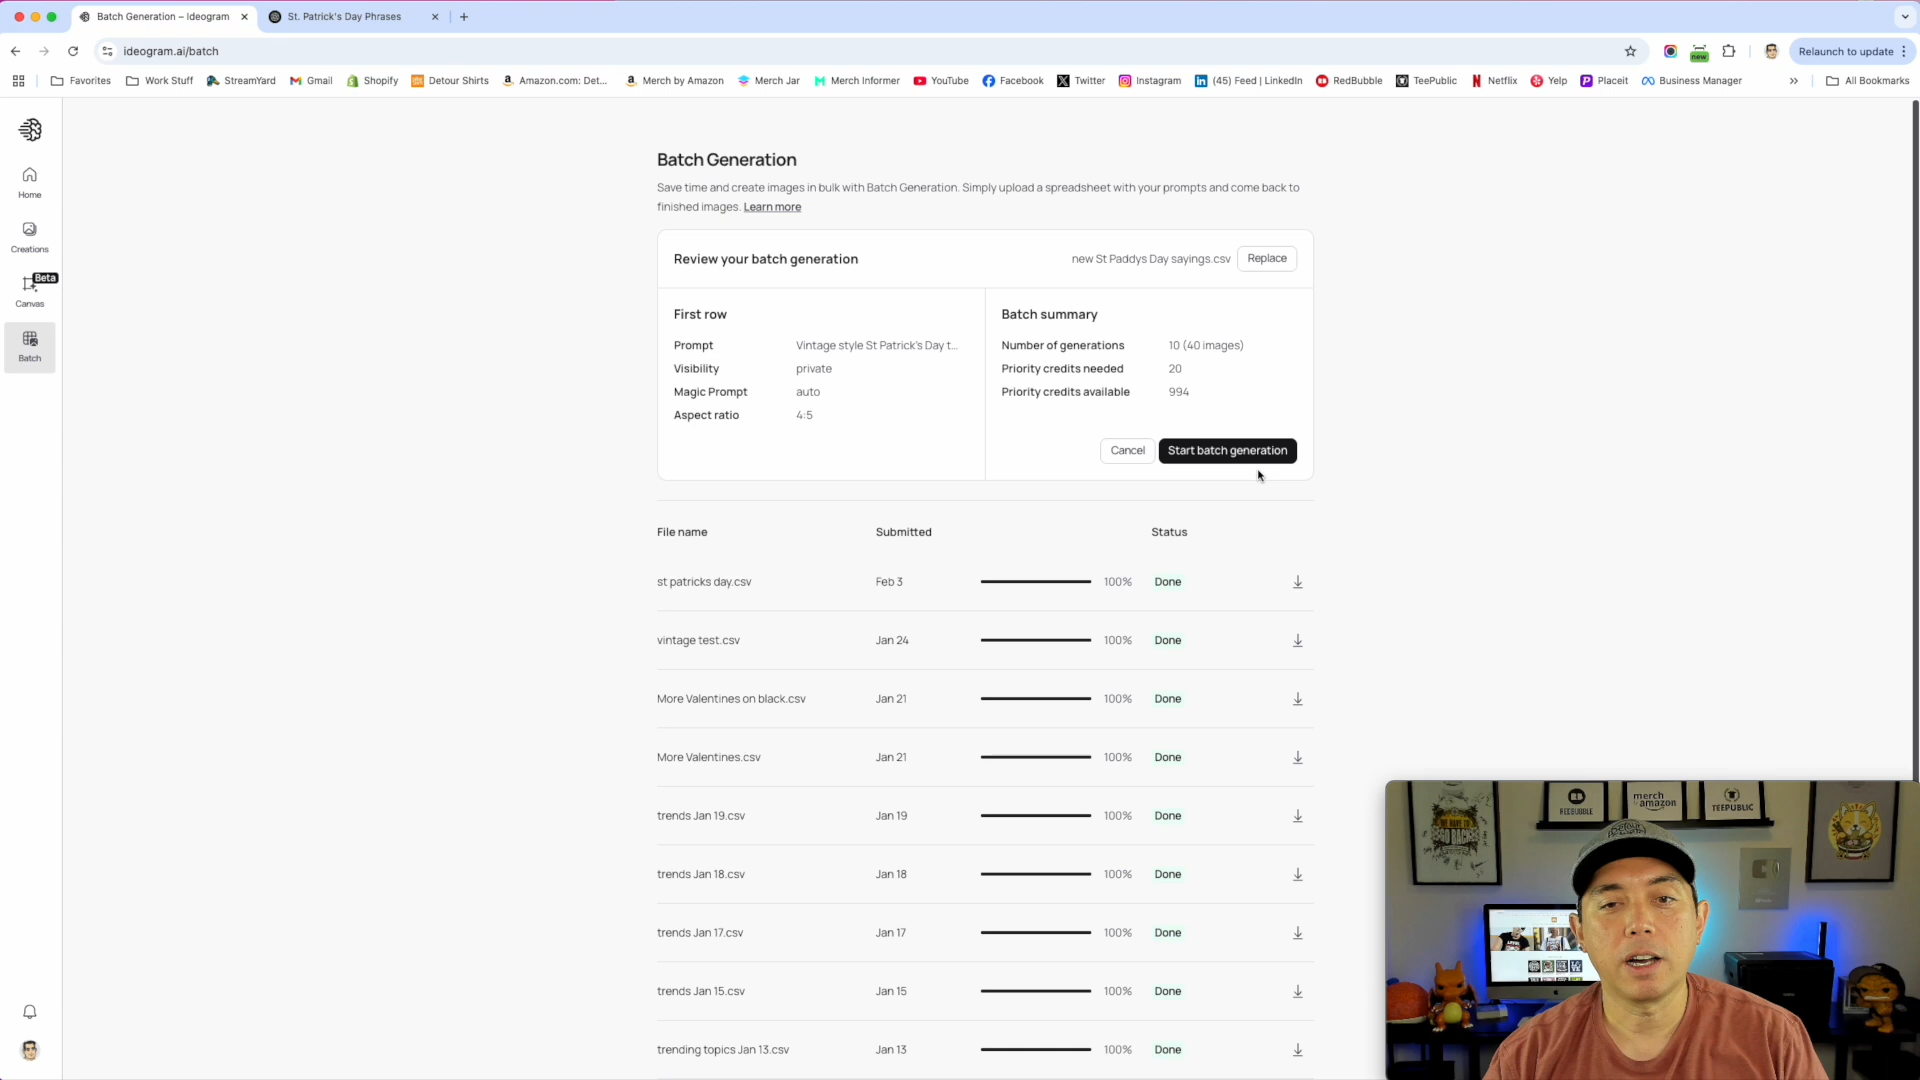 Batch Generation – Ideogram
St. Patrick's Day Phrases
ideogram.ai/batch
new
Relaunch to update
Favorites
Work Stuff
StreamYard
Gmail
Shopify
Detour Shirts
Amazon.com: Det...
Merch by Amazon
Merch Jar
Merch Informer
YouTube
Facebook
Twitter
Instagram
(45) Feed | LinkedIn
RedBubble
TeePublic
Netflix
Yelp
Placeit
Business Manager
All Bookmarks
Home
Creations
Beta
Canvas
Batch
Batch Generation
Save time and create images in bulk with Batch Generation. Simply upload a spreadsheet with your prompts and come back to
finished images. Learn more
Review your batch generation
new St Paddys Day sayings.csv
Replace
First row
Prompt Vintage style St Patrick's Day t...
Visibility private
Magic Prompt auto
Aspect ratio 4:5
Batch summary
Number of generations 10 (40 images)
Priority credits needed 20
Priority credits available 994
Cancel
Start batch generation
File name Submitted Status
st patricks day.csv Feb 3 100% Done
vintage test.csv Jan 24 100% Done
More Valentines on black.csv Jan 21 100% Done
More Valentines.csv Jan 21 100% Done
trends Jan 19.csv Jan 19 100% Done
trends Jan 18.csv Jan 18 100% Done
trends Jan 17.csv Jan 17 100% Done
trends Jan 15.csv Jan 15 100% Done
trending topics Jan 13.csv Jan 13 100% Done
REDBUBBLE
merch
amazon
TEEPUBLIC
WE HAVE TO
GO BACK